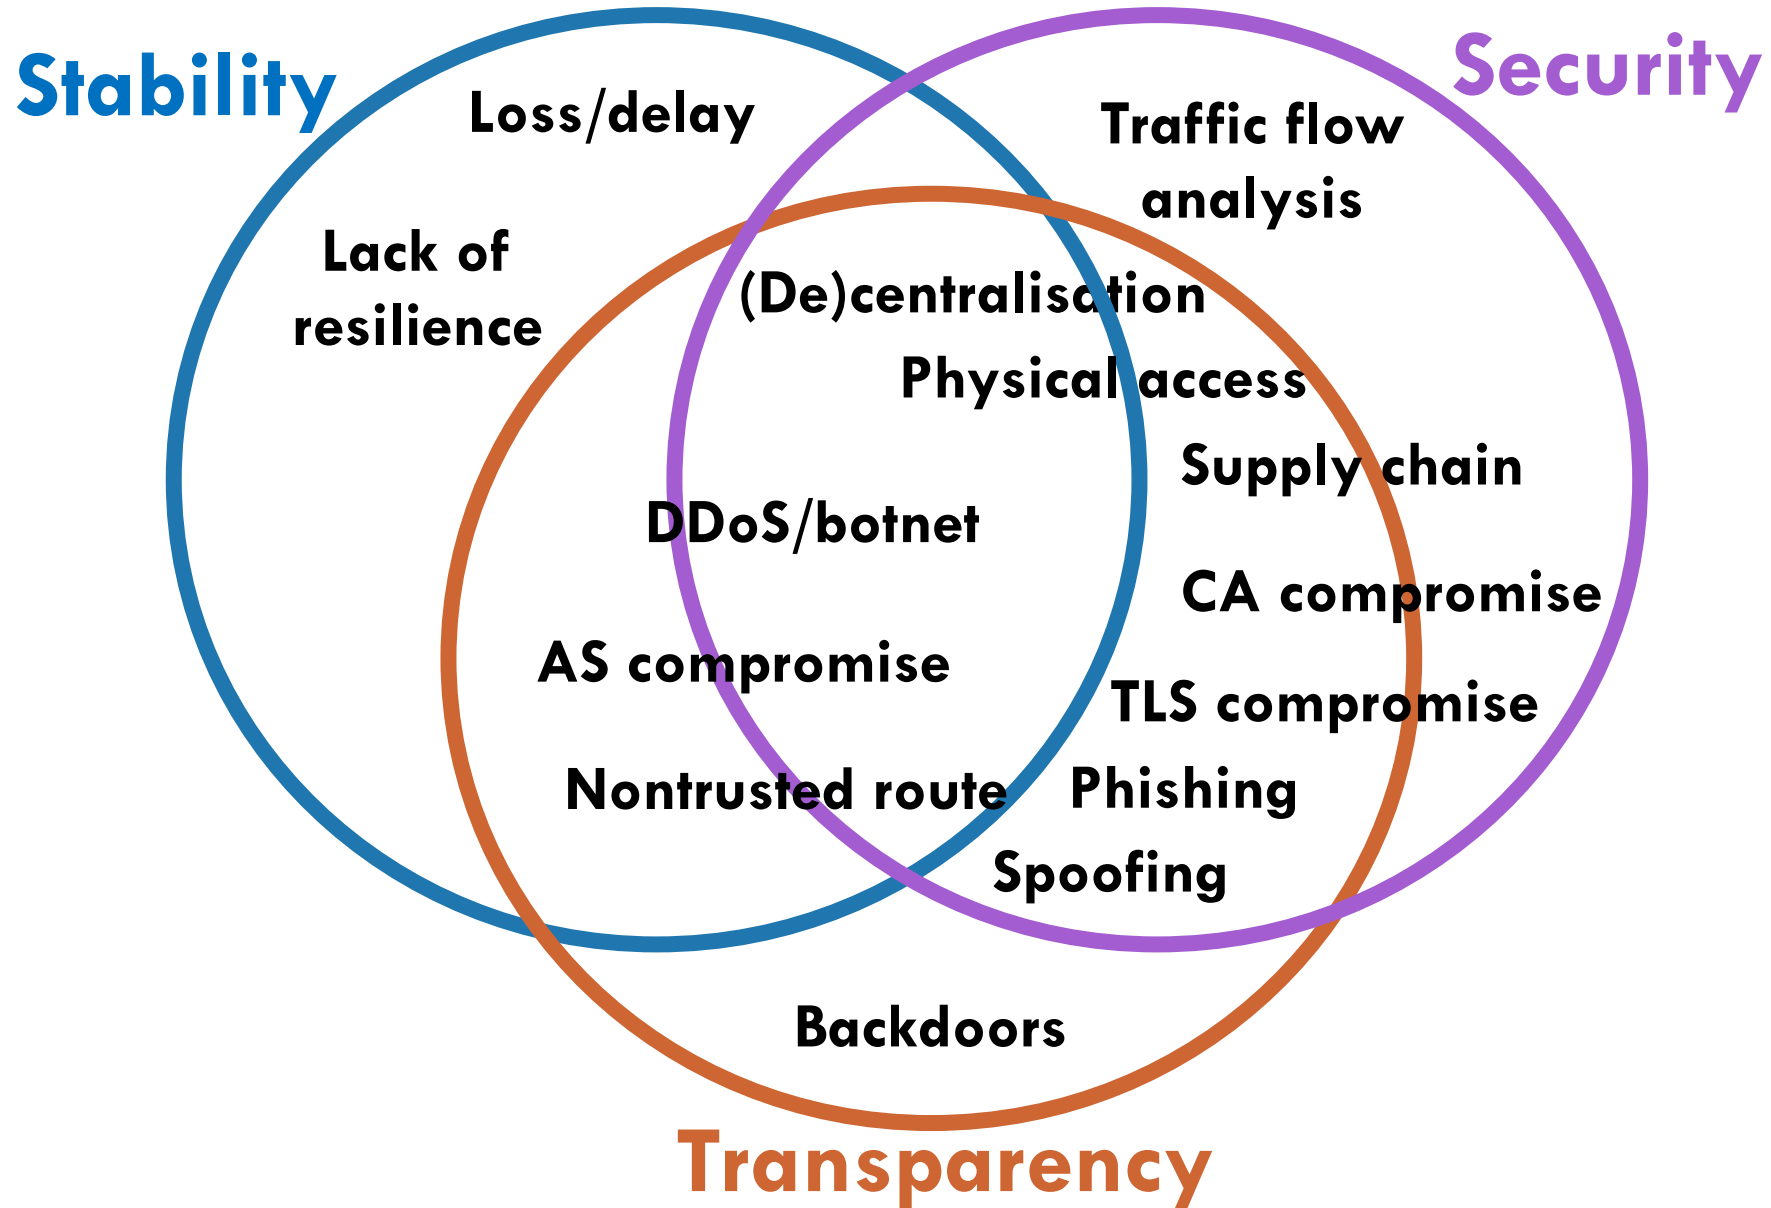 Stability
Security
Loss/delay
Traffic flow
analysis
Lack of
resilience
(De)centralisation
Physical access
Supply chain
DDoS/botnet
CA compromise
AS compromise
TLS compromise
Nontrusted route
Phishing
Spoofing
Backdoors
Transparency